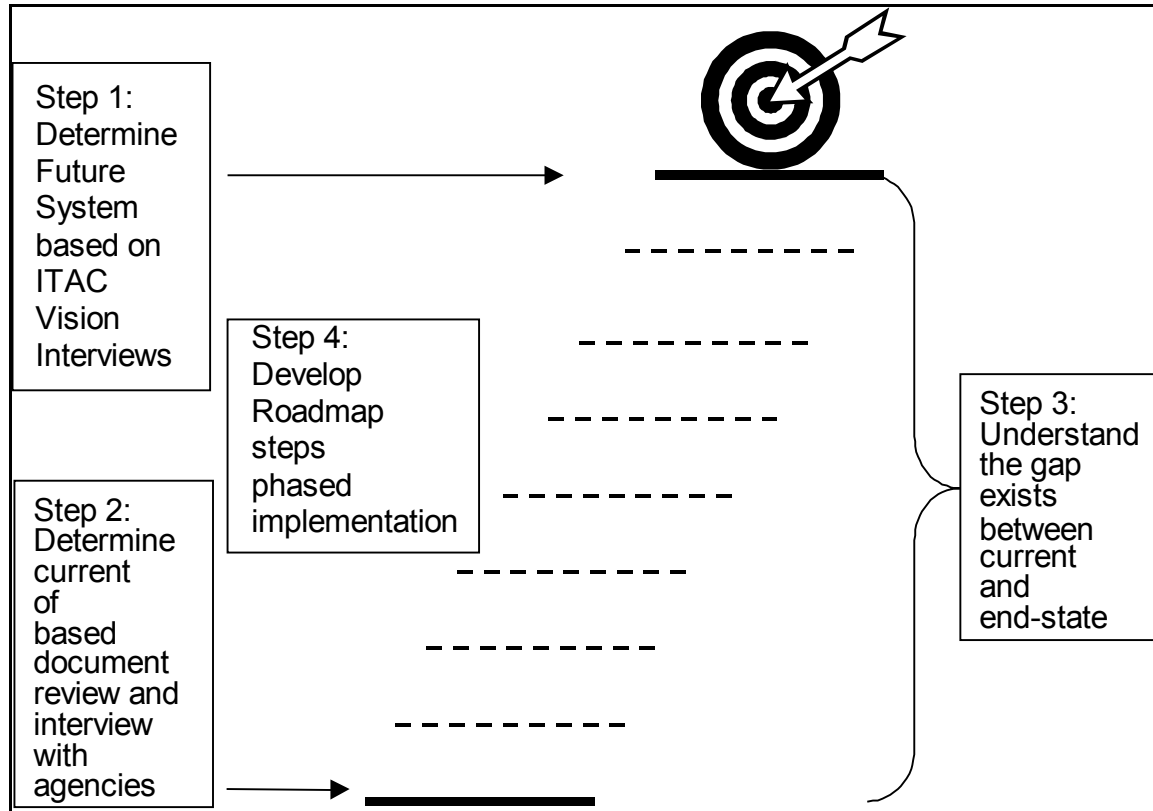 Step 1:
Determine
Future
System
based on
ITAC
Vision
Interviews
Step 2:
Determine
current
of
based
document
review and
interview
with
agencies
Step 3:
Understand
the gap
exists
between
current
and
end-state
Step 4:
Develop
Roadmap
steps
phased
implementation